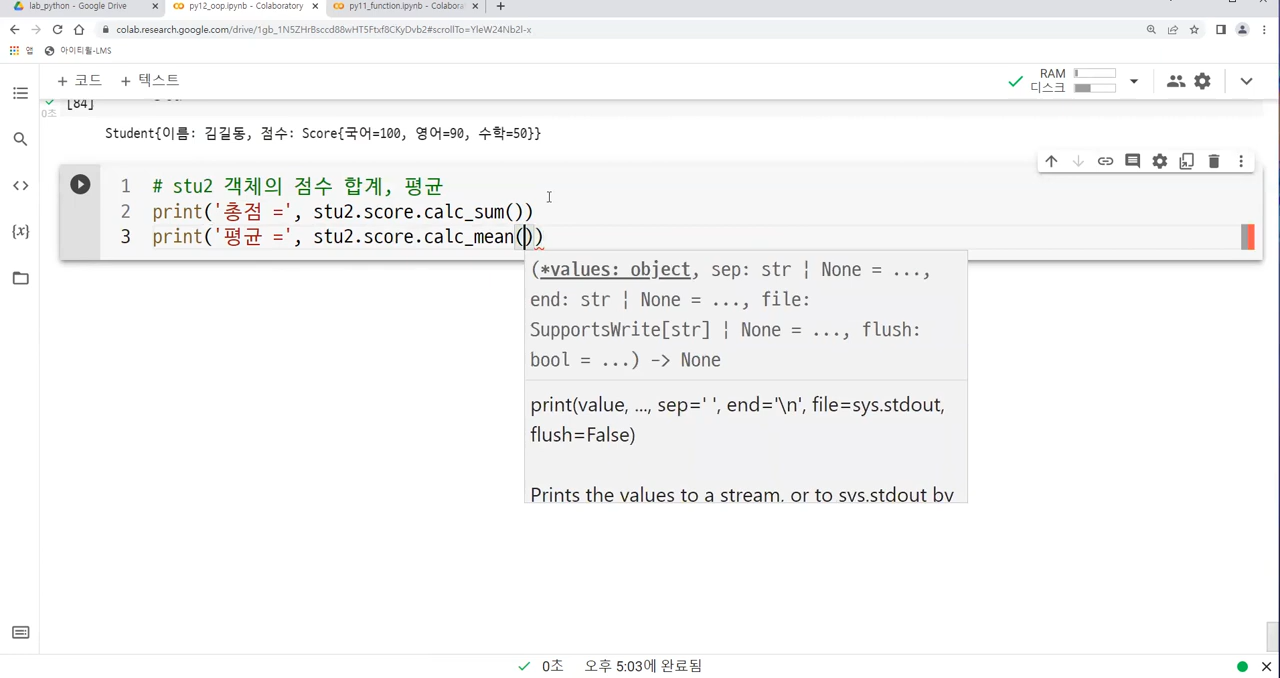 lab_python - Google Drive
py12_oop.ipynb - Colaboratory
py11_function.ipynb - Colabora
colab.research.google.com/drive/1gb_1N5ZHrBsccd88wHT5Ftxf8CKyDvb2#scrollTo=YleW24Nb2l-x
앱
아이티윌-LMS
+ 코드 + 텍스트
RAM
디스크
[84]
0초
Student{이름: 김길동, 점수: Score{국어=100, 영어=90, 수학=50}}
1 # stu2 객체의 점수 합계, 평균
2 print('총점 =', stu2.score.calc_sum())
3 print('평균 =', stu2.score.calc_mean())
(*values: object, sep: str | None = ...,
end: str | None = ..., file:
SupportsWrite[str] | None = ..., flush:
bool = ...) -> None
print(value, ..., sep=' ', end='\n', file=sys.stdout,
flush=False)
Prints the values to a stream, or to sys.stdout by
0초 오후 5:03에 완료됨